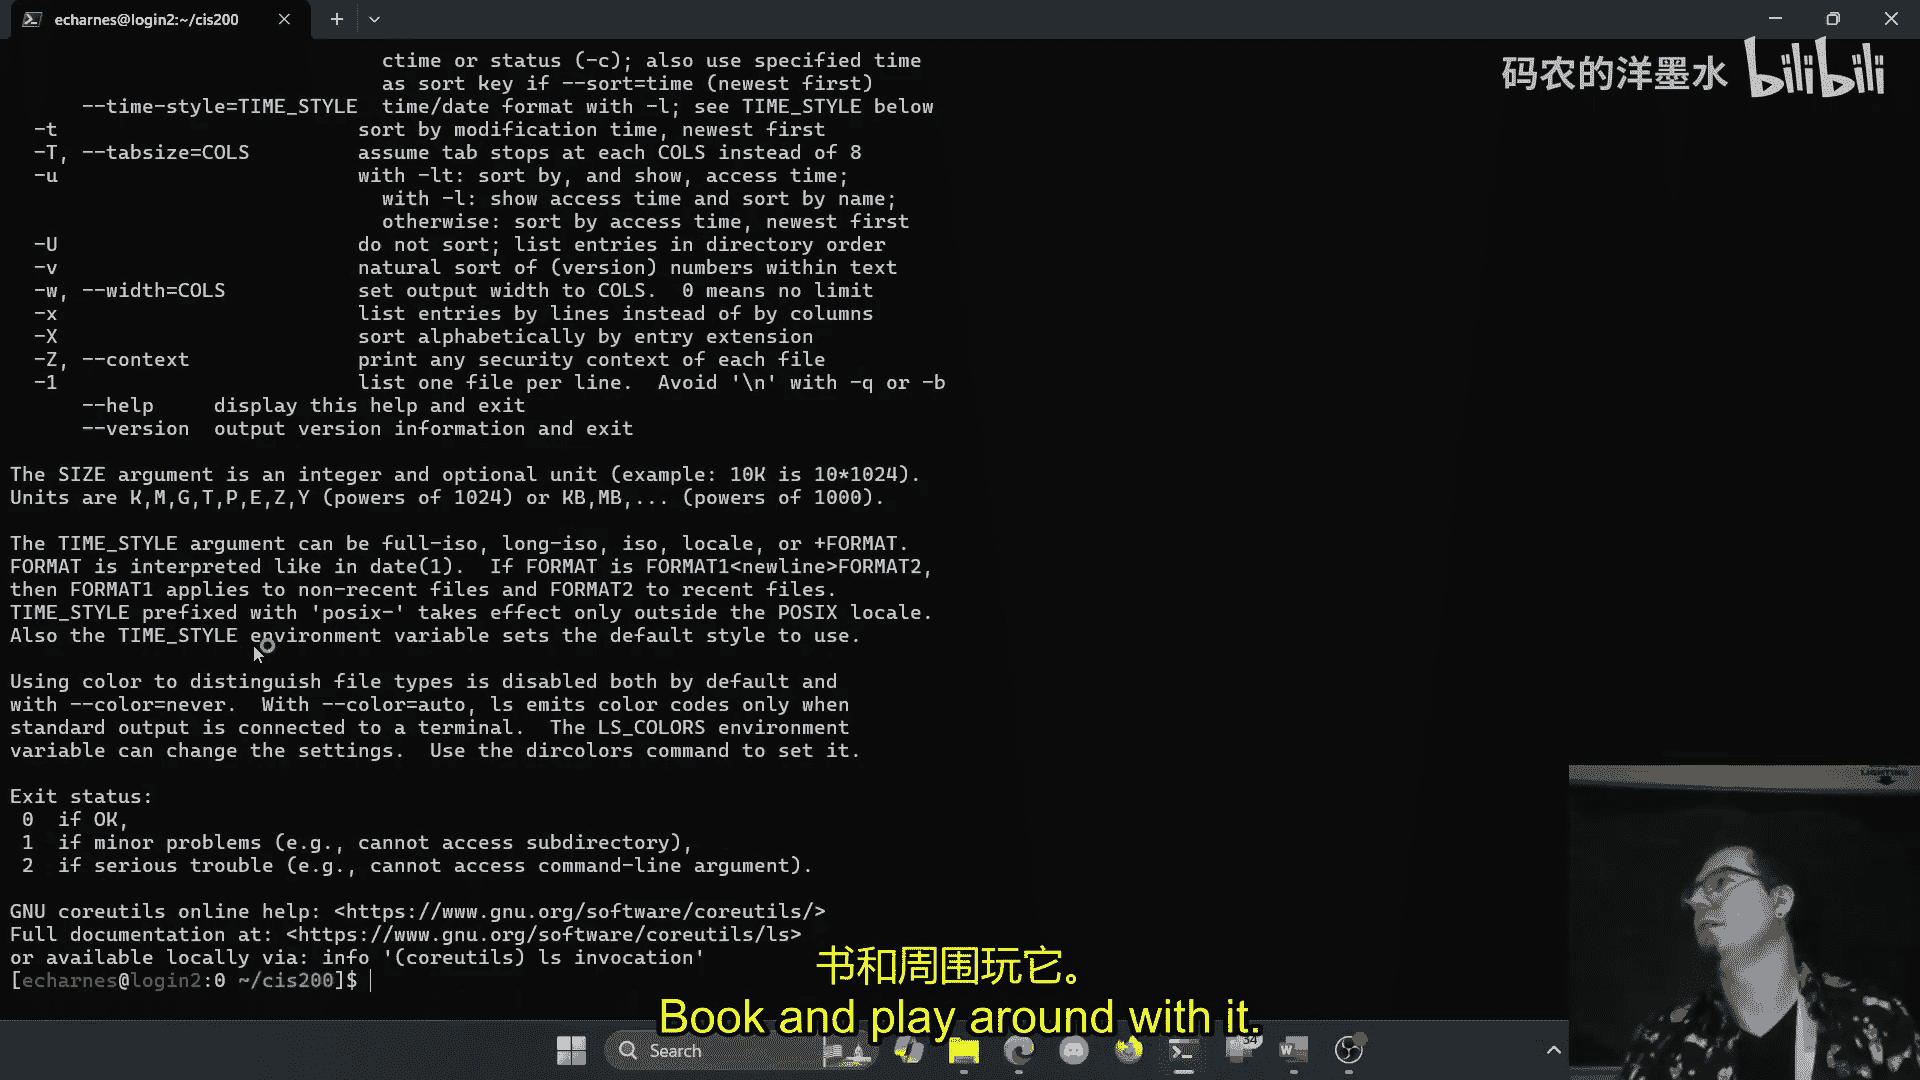 echarnes@login2:~/cis200
码农的洋墨水 bilibili
ctime or status (-c); also use specified time
as sort key if --sort=time (newest first)
--time-style=TIME_STYLE  time/date format with -l; see TIME_STYLE below
-t                         sort by modification time, newest first
-T, --tabsize=COLS         assume tab stops at each COLS instead of 8
-u                         with -lt: sort by, and show, access time;
with -l: show access time and sort by name;
otherwise: sort by access time, newest first
-U                         do not sort; list entries in directory order
-v                         natural sort of (version) numbers within text
-w, --width=COLS           set output width to COLS.  0 means no limit
-x                         list entries by lines instead of by columns
-X                         sort alphabetically by entry extension
-Z, --context              print any security context of each file
-1                         list one file per line.  Avoid '\n' with -q or -b
--help     display this help and exit
--version  output version information and exit
The SIZE argument is an integer and optional unit (example: 10K is 10*1024).
Units are K,M,G,T,P,E,Z,Y (powers of 1024) or KB,MB,... (powers of 1000).
The TIME_STYLE argument can be full-iso, long-iso, iso, locale, or +FORMAT.
FORMAT is interpreted like in date(1).  If FORMAT is FORMAT1<newline>FORMAT2,
then FORMAT1 applies to non-recent files and FORMAT2 to recent files.
TIME_STYLE prefixed with 'posix-' takes effect only outside the POSIX locale.
Also the TIME_STYLE environment variable sets the default style to use.
Using color to distinguish file types is disabled both by default and
with --color=never.  With --color=auto, ls emits color codes only when
standard output is connected to a terminal.  The LS_COLORS environment
variable can change the settings.  Use the dircolors command to set it.
Exit status:
0  if OK,
1  if minor problems (e.g., cannot access subdirectory),
2  if serious trouble (e.g., cannot access command-line argument).
GNU coreutils online help: <https://www.gnu.org/software/coreutils/>
Full documentation at: <https://www.gnu.org/software/coreutils/ls>
or available locally via: info '(coreutils) ls invocation'
[echarnes@login2:0 ~/cis200]$
书和周围玩它。
Book and play around with it.
Search